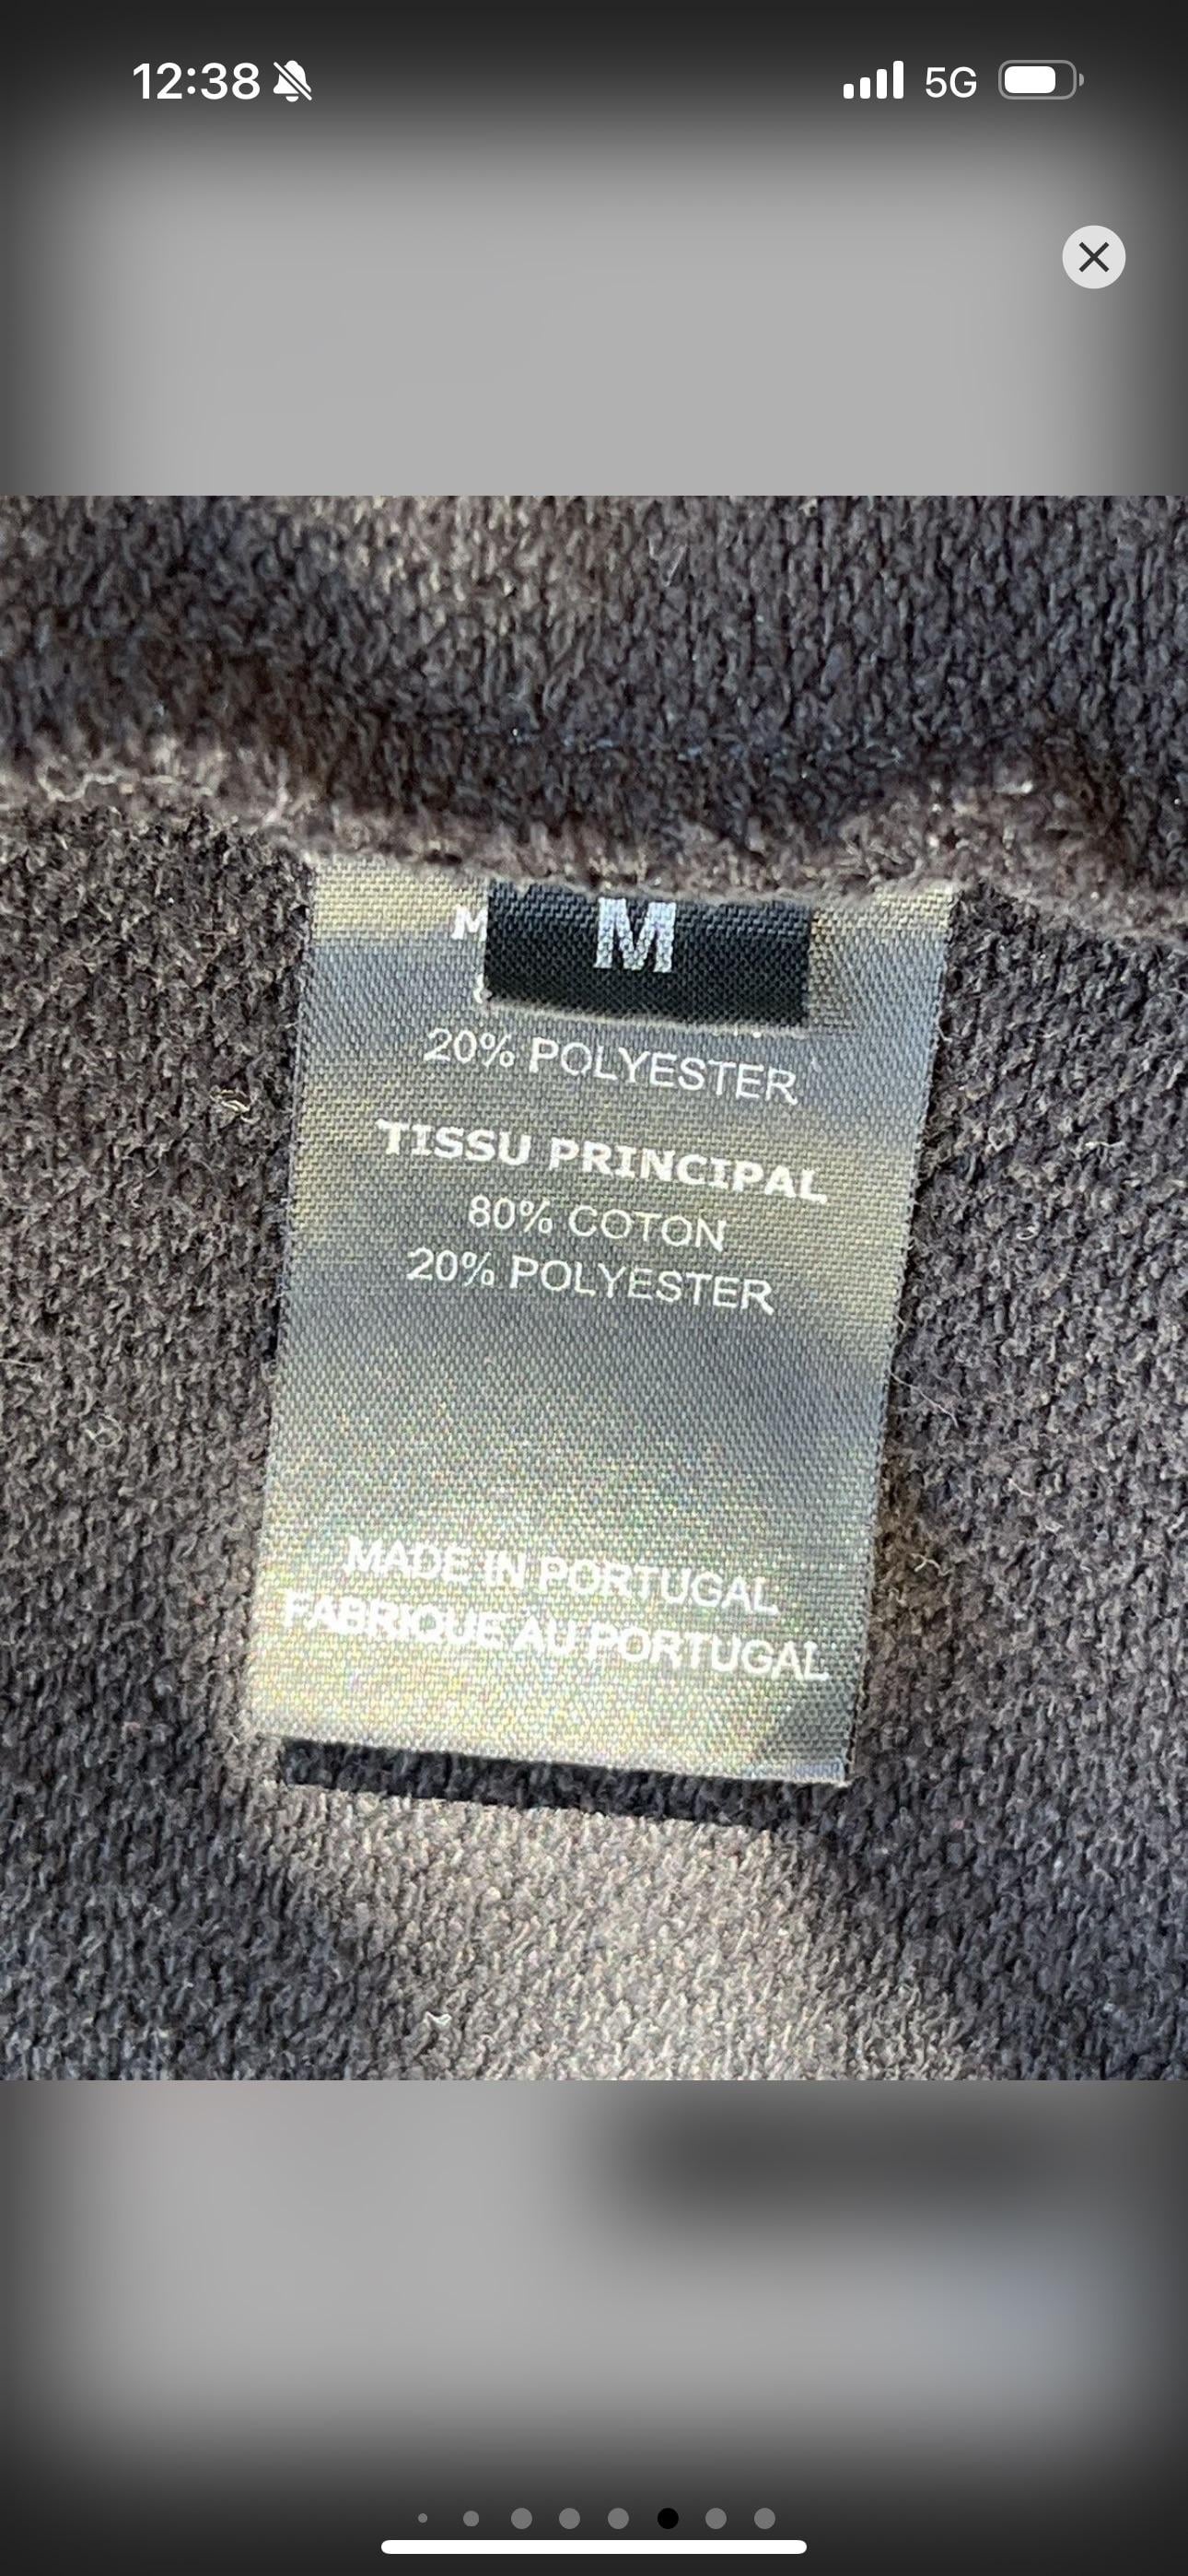 12:38
5G
M
20% POLYESTER
TISSU PRINCIPAL
80% COTON
20% POLYESTER
MADE IN PORTUGAL
FABRIQUE AU PORTUGAL